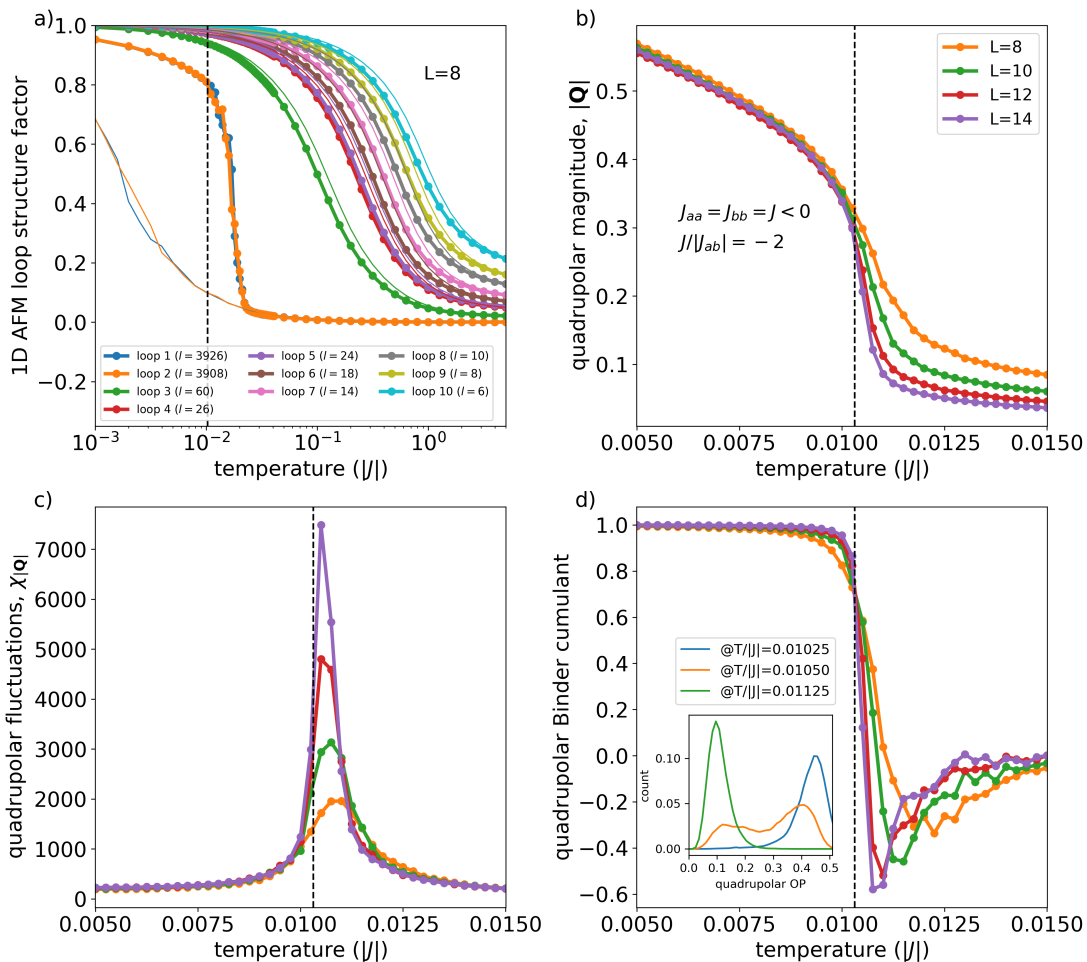 a)
1D AFM loop structure factor
1.0
0.8
0.6
0.4
0.2
0.0
−0.2
L=8
loop 1 (l = 3926)
loop 2 (l = 3908)
loop 3 (l = 60)
loop 4 (l = 26)
loop 5 (l = 24)
loop 6 (l = 18)
loop 7 (l = 14)
loop 8 (l = 10)
loop 9 (l = 8)
loop 10 (l = 6)
10⁻³ 10⁻² 10⁻¹ 10⁰
temperature (|J|)
b)
quadrupolar magnitude, |Q|
0.5
0.4
0.3
0.2
0.1
L=8
L=10
L=12
L=14
J_aa = J_bb = J < 0
J/|J_ab| = −2
0.0050 0.0075 0.0100 0.0125 0.0150
temperature (|J|)
c)
quadrupolar fluctuations, χ|Q|
7000
6000
5000
4000
3000
2000
1000
0
0.0050 0.0075 0.0100 0.0125 0.0150
temperature (|J|)
d)
quadrupolar Binder cumulant
1.0
0.8
0.6
0.4
0.2
0.0
−0.2
−0.4
−0.6
@T/|J|=0.01025
@T/|J|=0.01050
@T/|J|=0.01125
count
0.10
0.05
0.00
0.0 0.1 0.2 0.3 0.4 0.5
quadrupolar OP
0.0050 0.0075 0.0100 0.0125 0.0150
temperature (|J|)